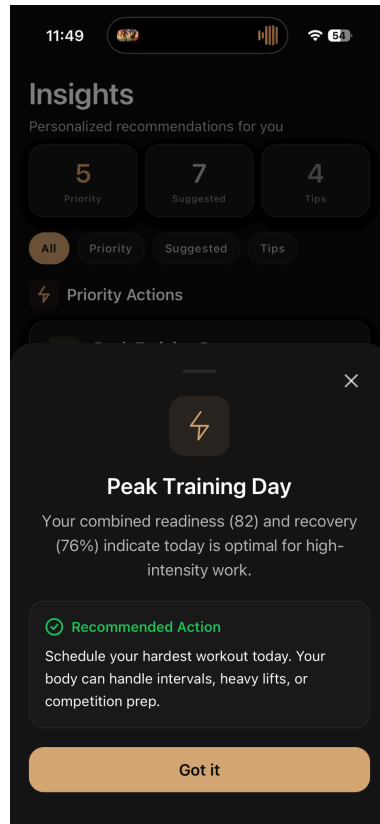 11:49
54
Insights
Personalized recommendations for you
5
7
4
Priority
Suggested
Tips
All
Priority
Suggested
Tips
Priority Actions
Peak Training Day
Your combined readiness (82) and recovery
(76%) indicate today is optimal for high-
intensity work.
Recommended Action
Schedule your hardest workout today. Your
body can handle intervals, heavy lifts, or
competition prep.
Got it